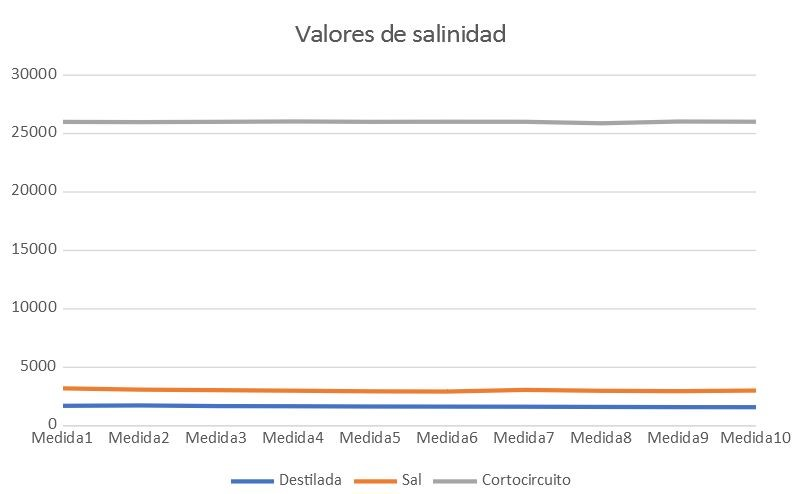 Valores de salinidad
30000
25000
20000
15000
10000
5000
0
Medida1 Medida2 Medida3 Medida4 Medida5 Medida6 Medida7 Medida8 Medida9 Medida10
Destilada Sal Cortocircuito